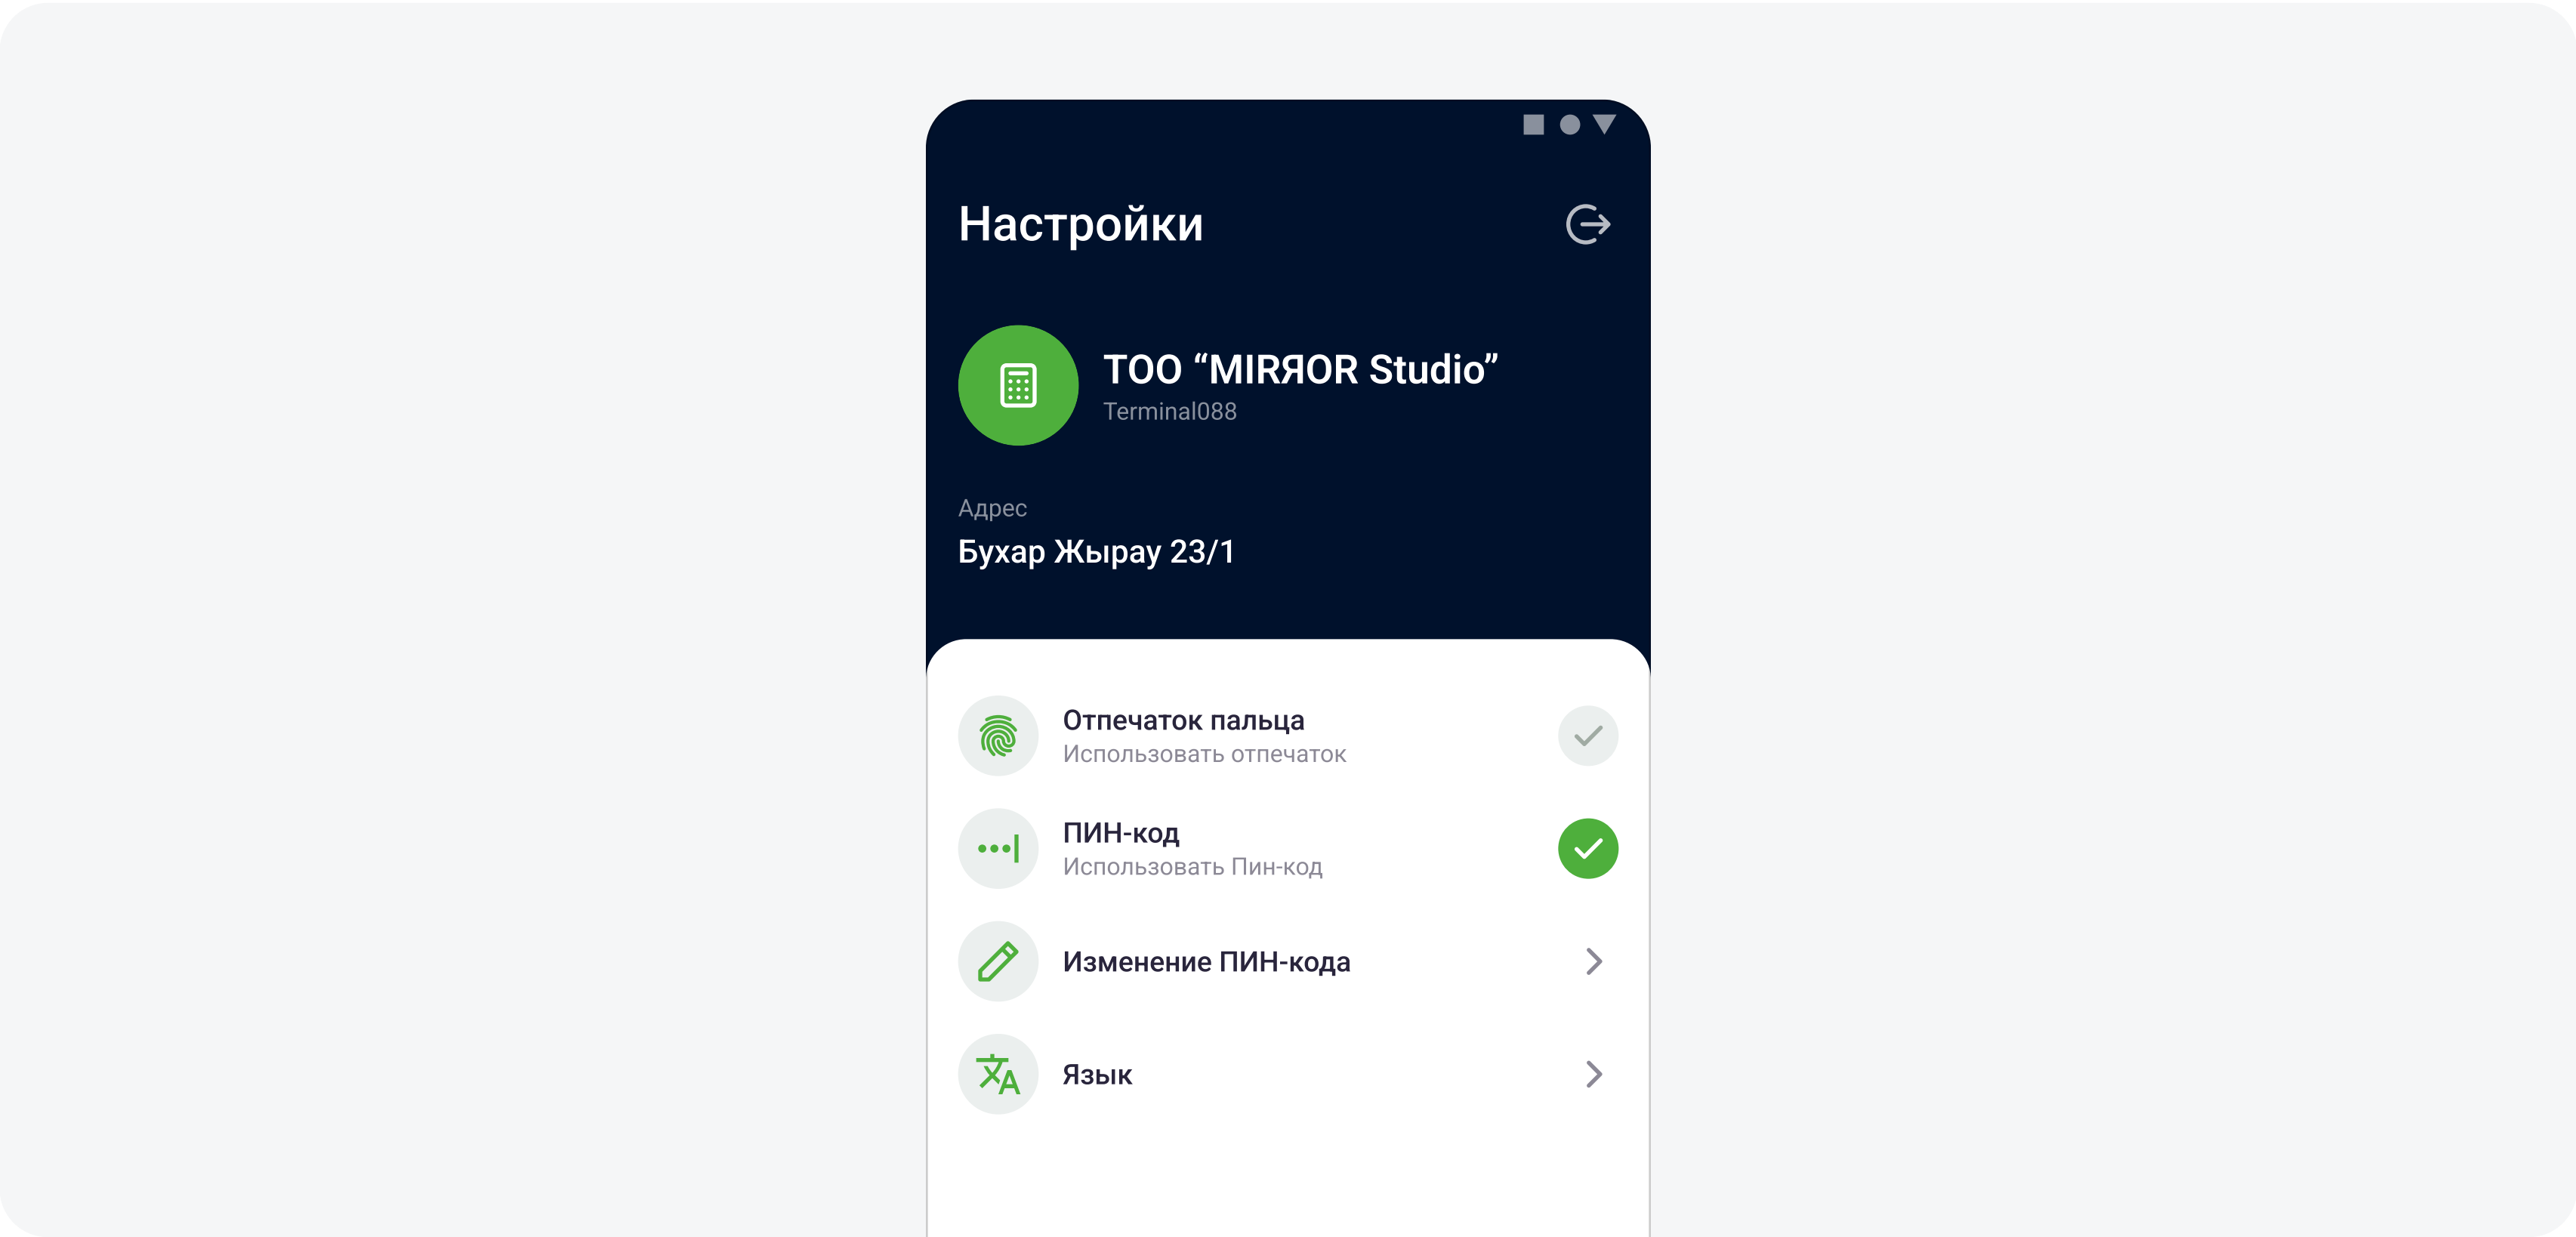 Настройки
ТОО “MIRЯOR Studio”
Terminal088
Адрес
Бухар Жырау 23/1
Отпечаток пальца
Использовать отпечаток
ПИН-код
Использовать Пин-код
Изменение ПИН-кода
Язык